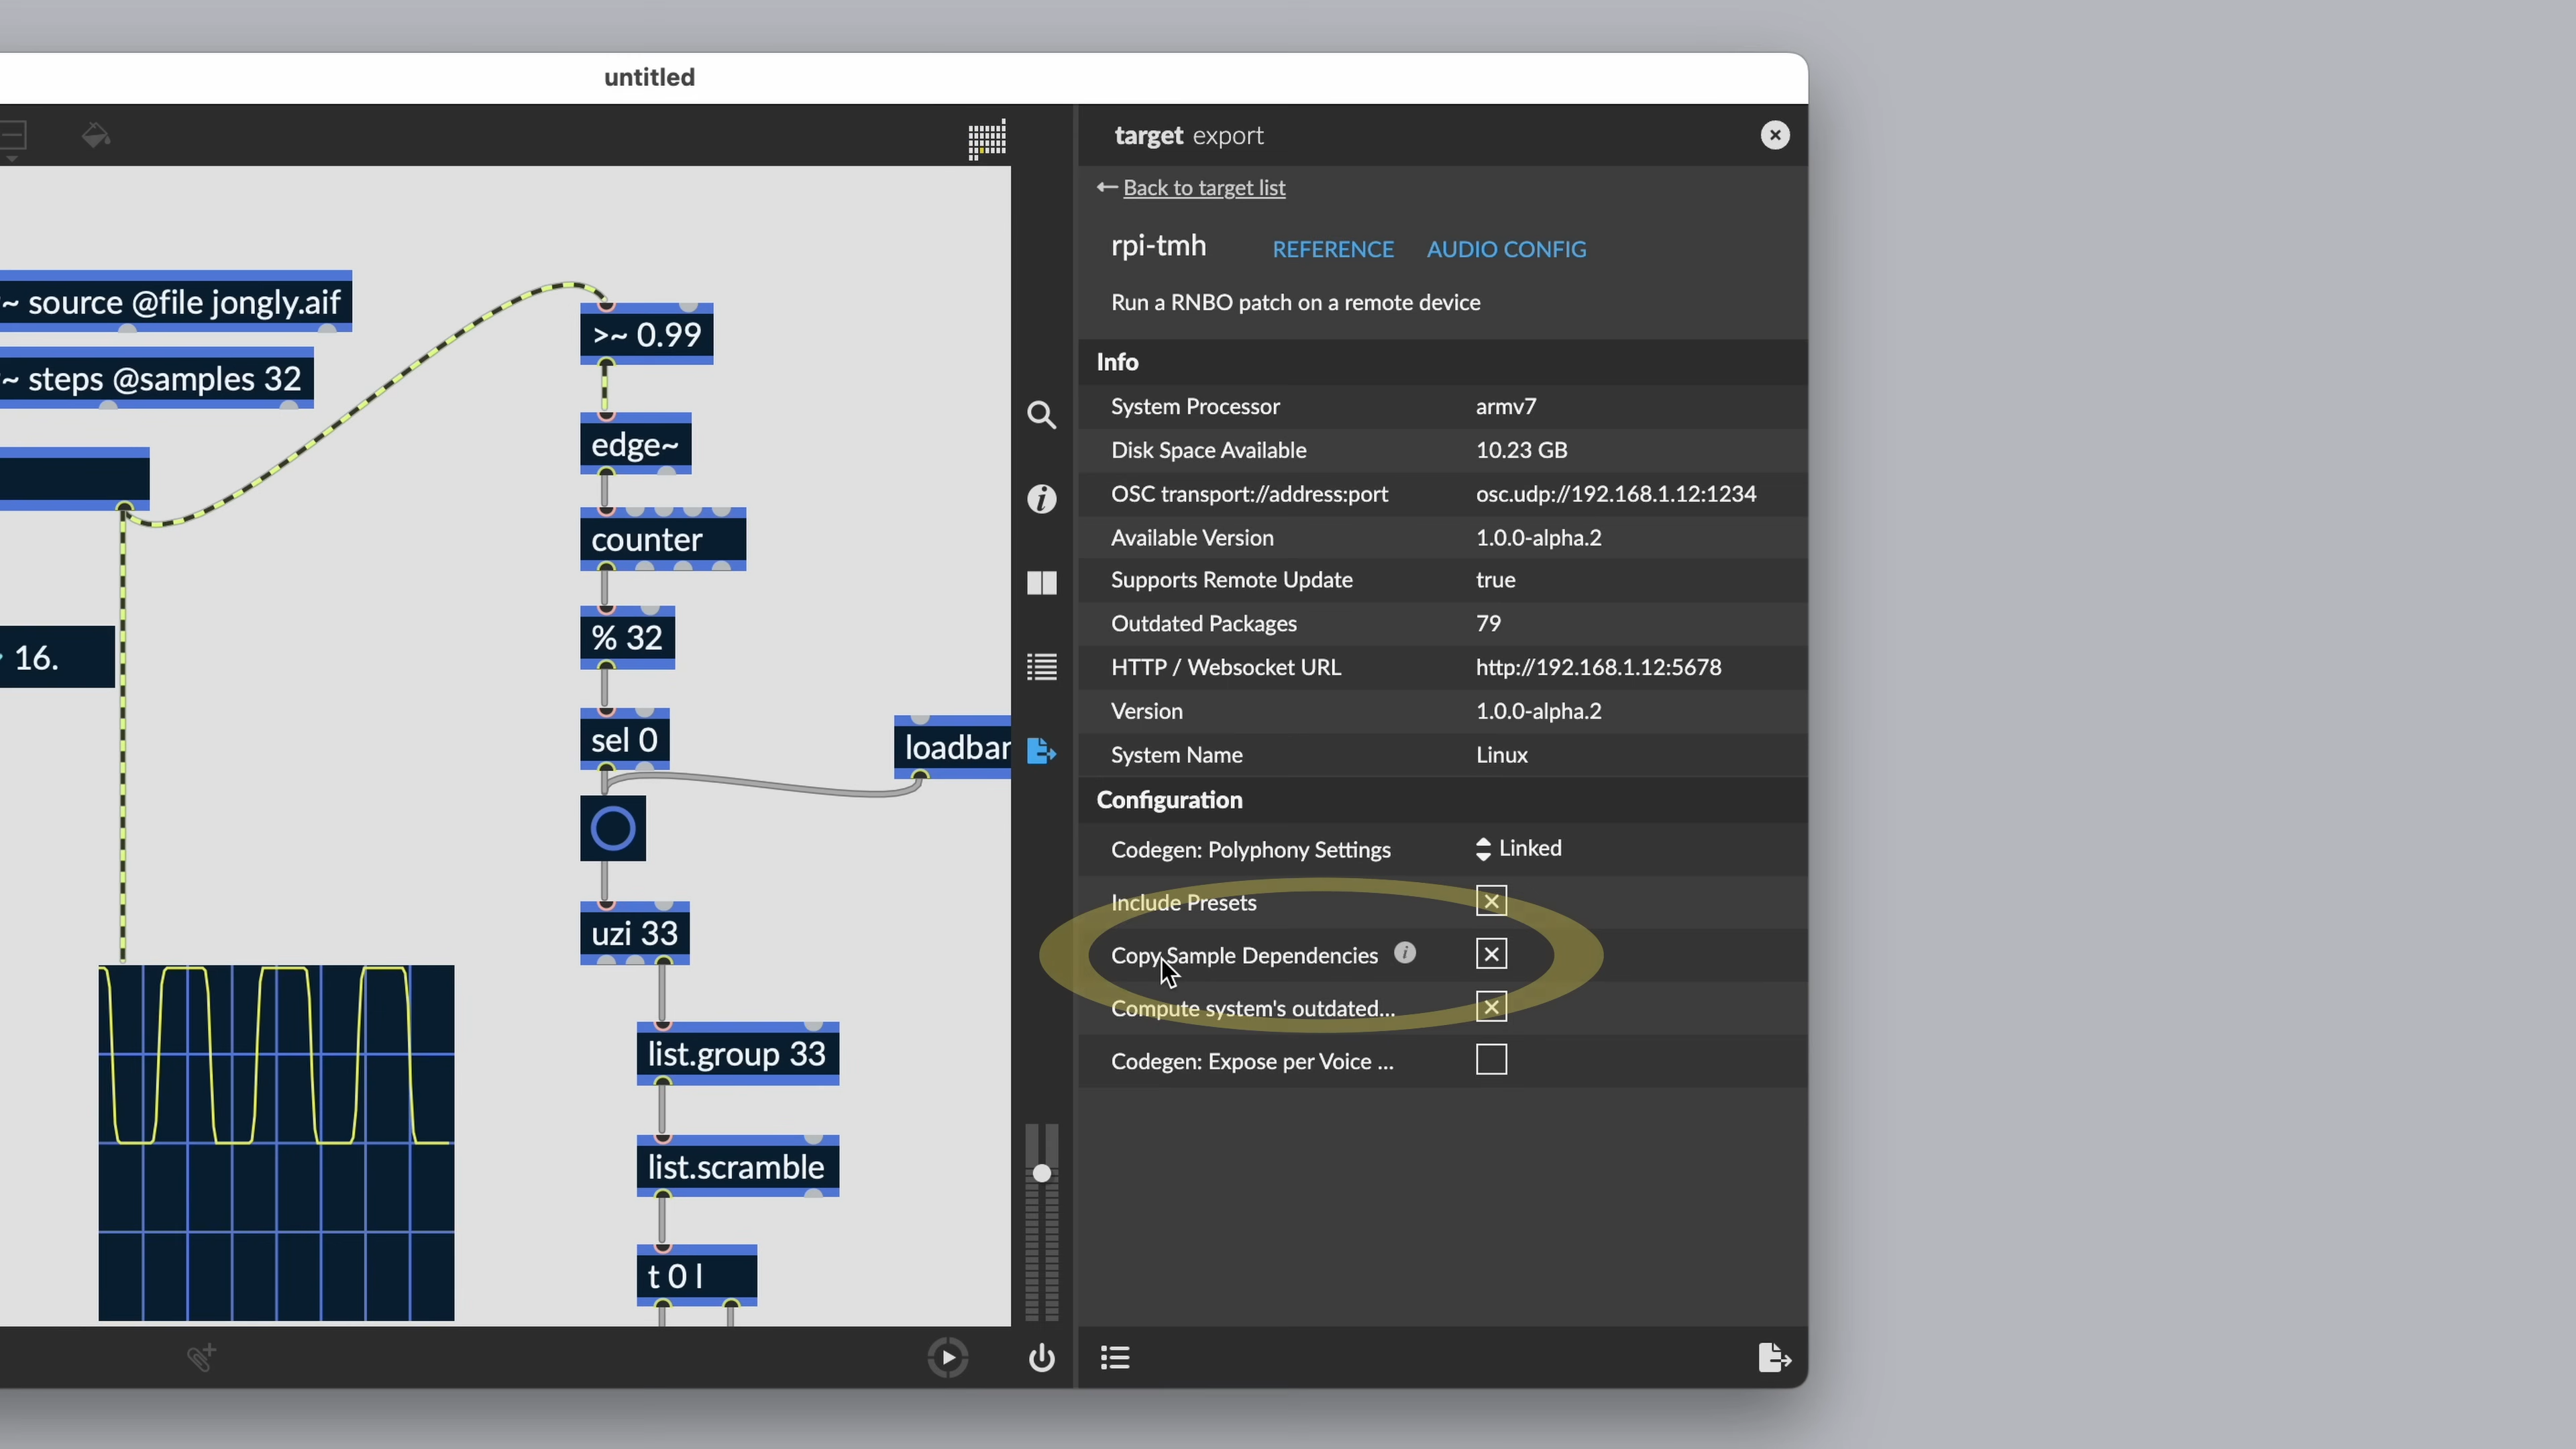 untitled
target export
Back to target list
rpi-tmh REFERENCE AUDIO CONFIG
Run a RNBO patch on a remote device
Info
System Processor armv7
Disk Space Available 10.23 GB
OSC transport://address:port osc.udp://192.168.1.12:1234
Available Version 1.0.0-alpha.2
Supports Remote Update true
Outdated Packages 79
HTTP / Websocket URL http://192.168.1.12:5678
Version 1.0.0-alpha.2
System Name Linux
Configuration
Codegen: Polyphony Settings Linked
Include Presets
Copy Sample Dependencies
Compute system's outdated...
Codegen: Expose per Voice ...
~ source @file jongly.aif
~ steps @samples 32
16.
>~ 0.99
edge~
counter
% 32
sel 0
loadban
uzi 33
list.group 33
list.scramble
t 0 l